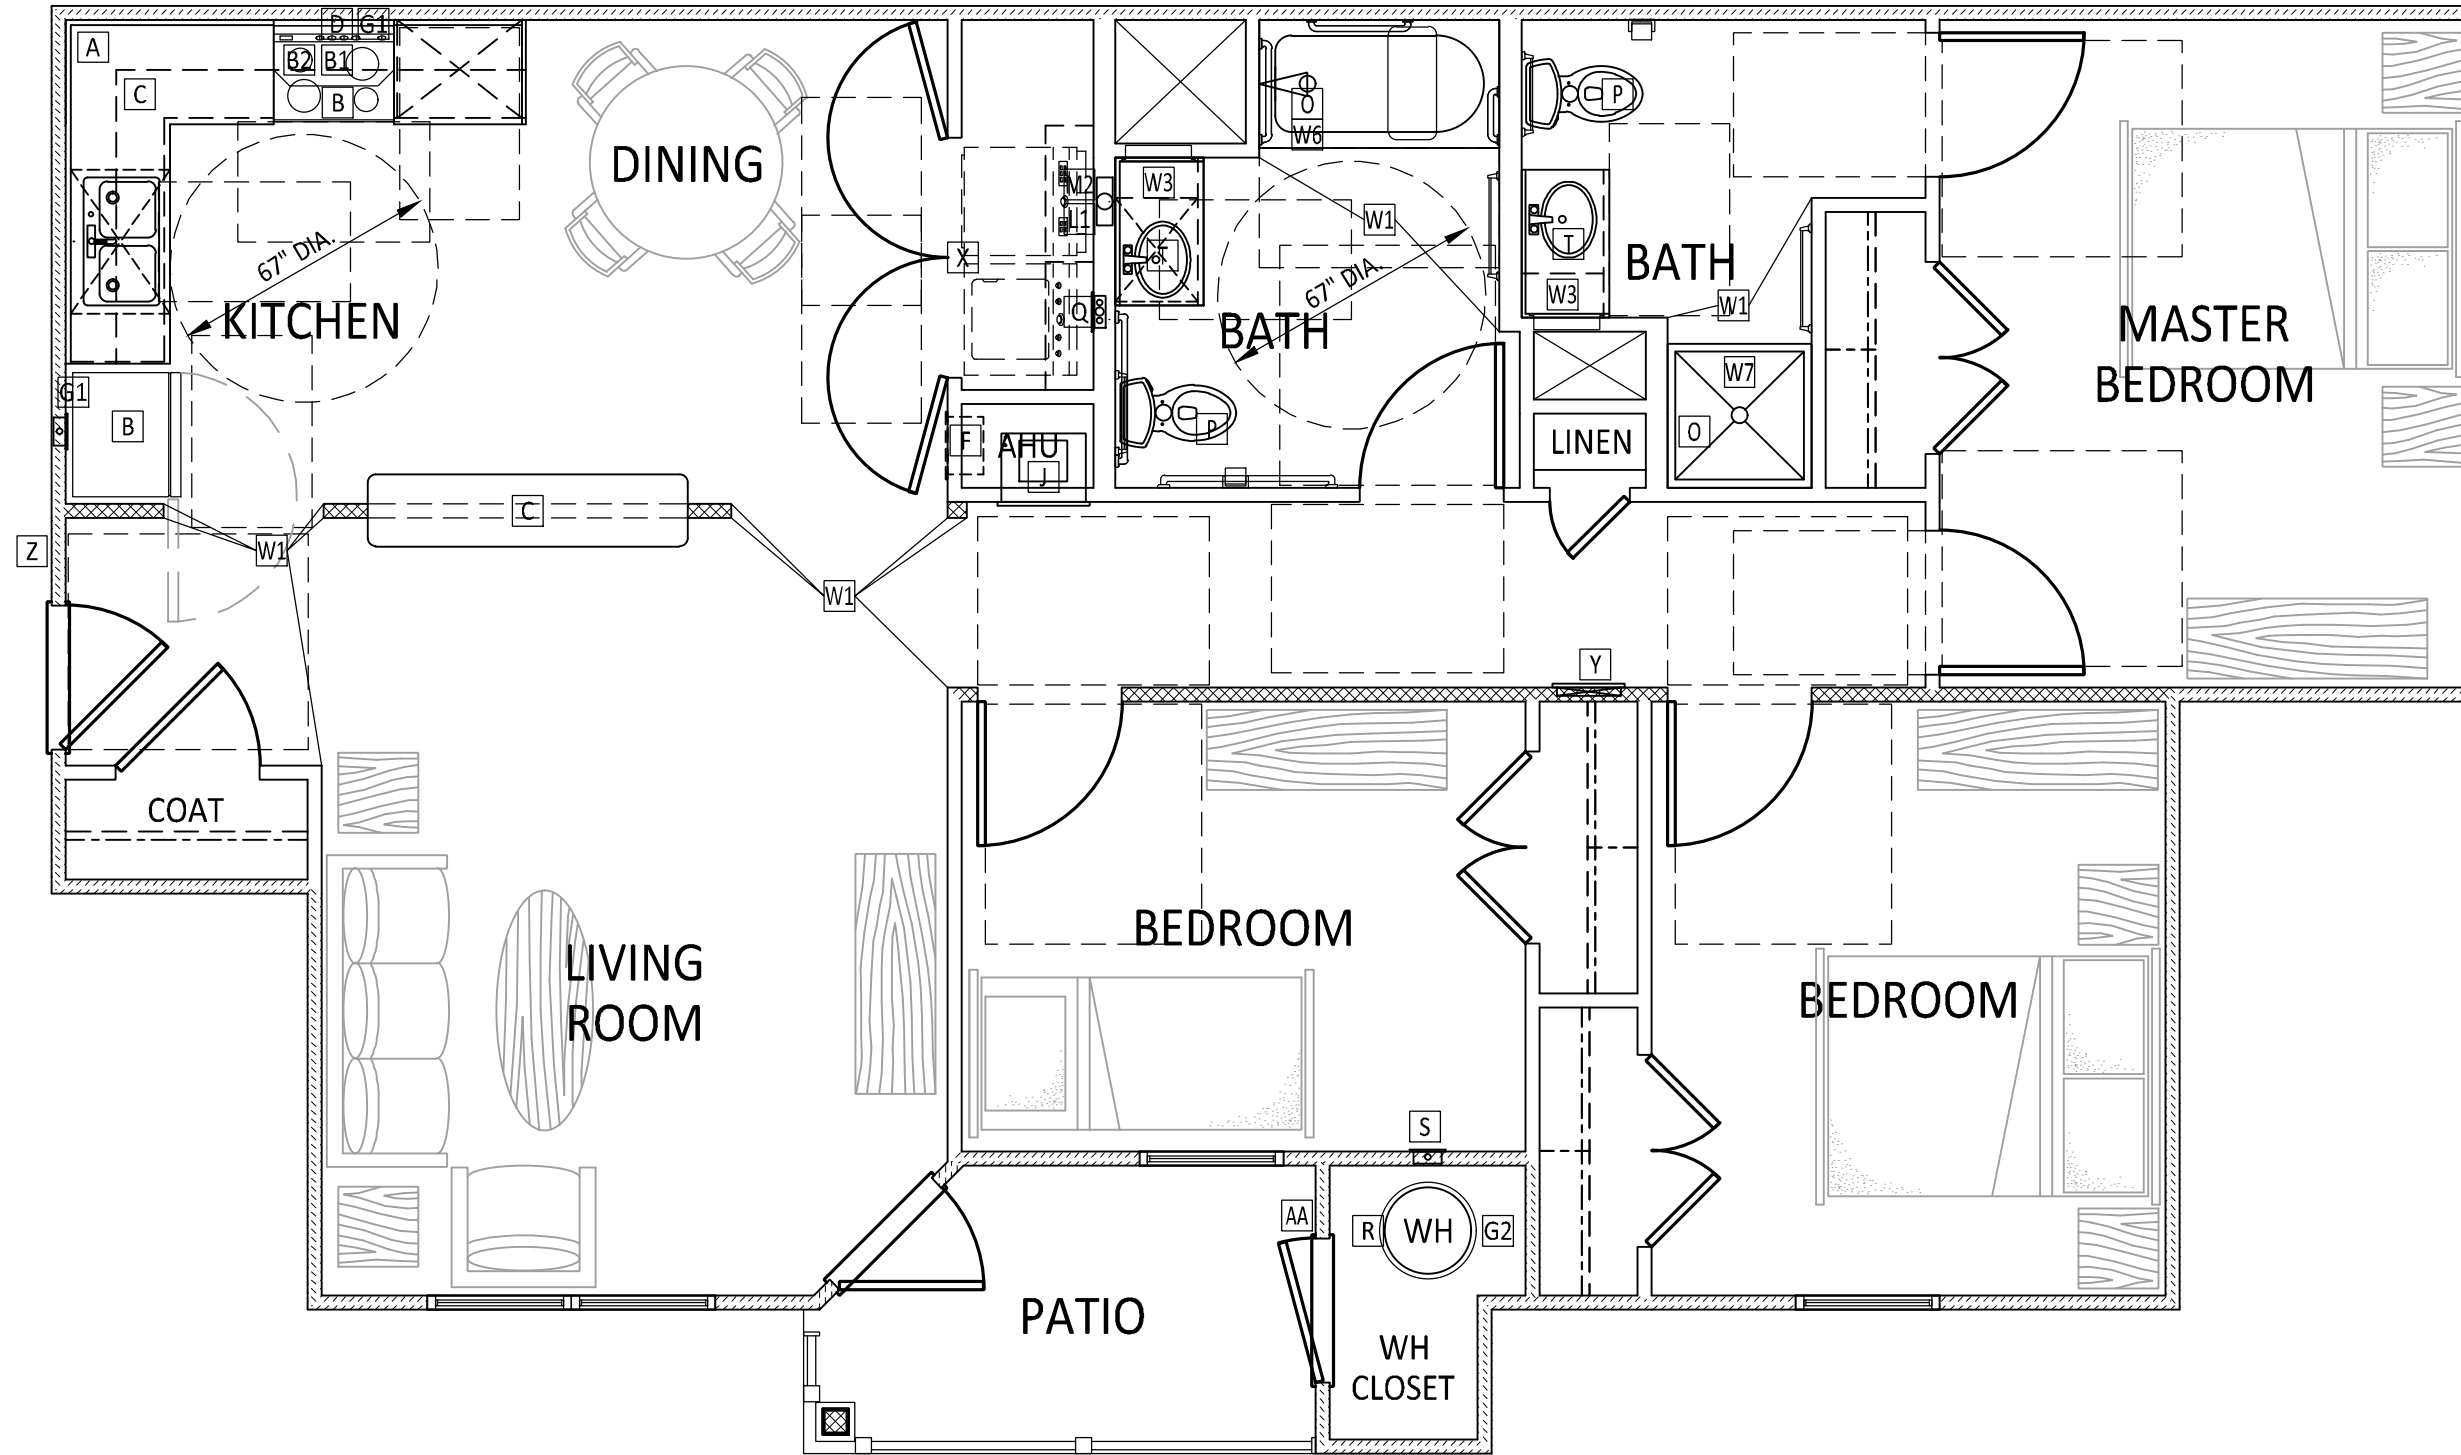 D
G1
A
B2
B1
C
B
O
W6
P
DINING
M2
W3
L1
W1
T
67" DIA.
X
T
BATH
67" DIA.
W3
W1
Q
KITCHEN
BATH
MASTER
BEDROOM
W7
G1
B
P
O
F
AHU
J
LINEN
C
Z
W1
W1
Y
COAT
BEDROOM
LIVING
ROOM
BEDROOM
S
AA
R
WH
G2
PATIO
WH
CLOSET